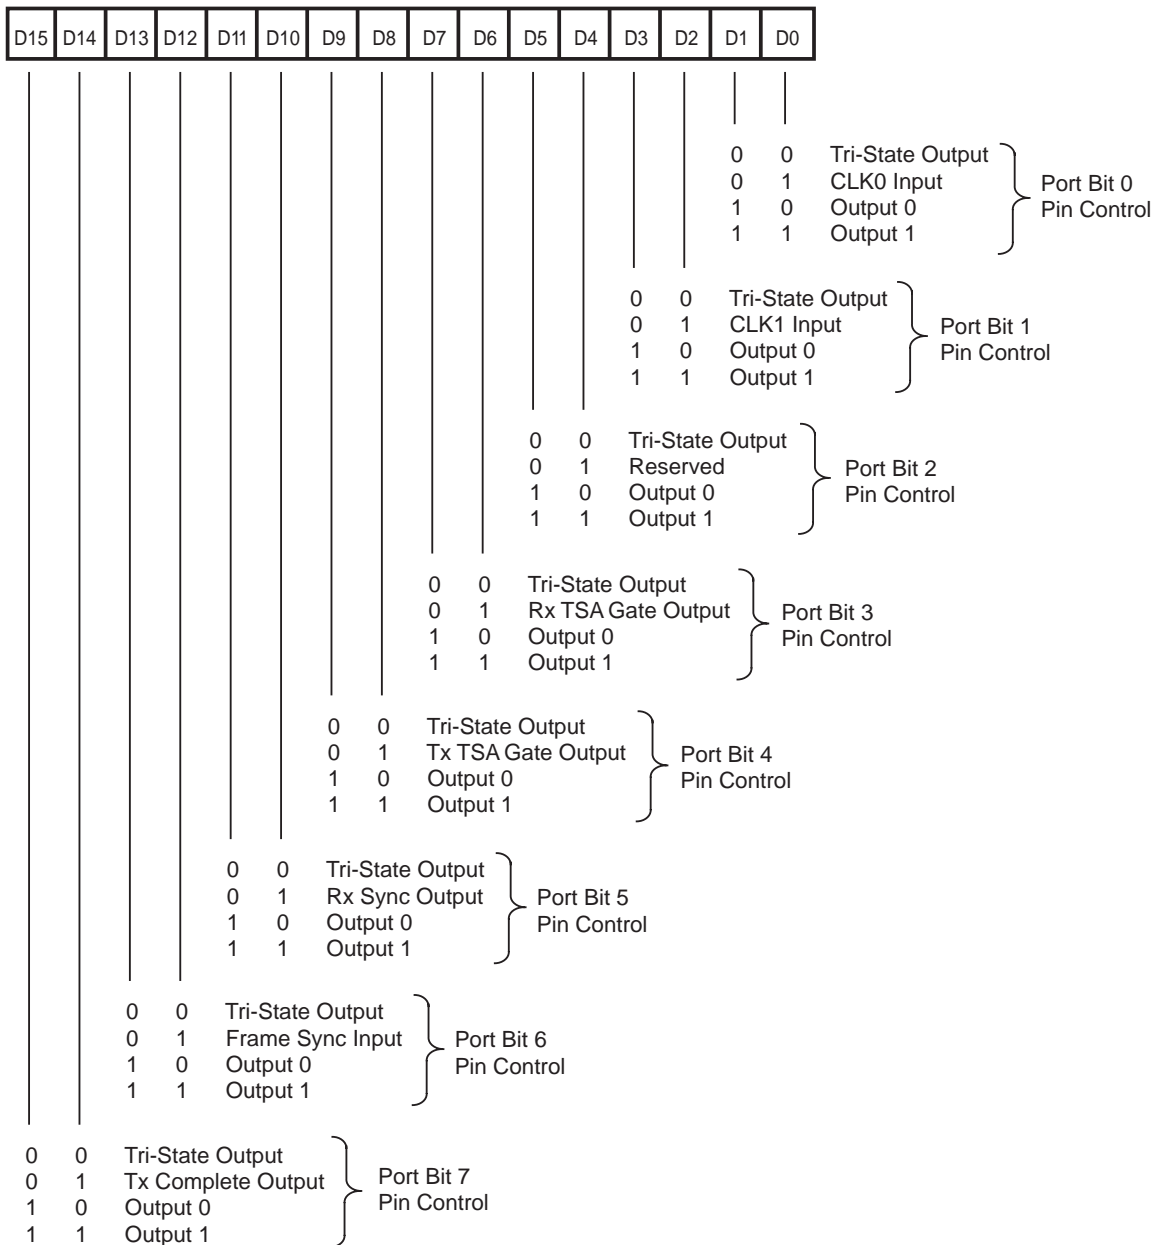 D15 D14 D13 D12 D11 D10 D9 D8 D7 D6 D5 D4 D3 D2 D1 D0
0 0 Tri-State Output
0 1 CLK0 Input
1 0 Output 0
1 1 Output 1
Port Bit 0
Pin Control
0 0 Tri-State Output
0 1 CLK1 Input
1 0 Output 0
1 1 Output 1
Port Bit 1
Pin Control
0 0 Tri-State Output
0 1 Reserved
1 0 Output 0
1 1 Output 1
Port Bit 2
Pin Control
0 0 Tri-State Output
0 1 Rx TSA Gate Output
1 0 Output 0
1 1 Output 1
Port Bit 3
Pin Control
0 0 Tri-State Output
0 1 Tx TSA Gate Output
1 0 Output 0
1 1 Output 1
Port Bit 4
Pin Control
0 0 Tri-State Output
0 1 Rx Sync Output
1 0 Output 0
1 1 Output 1
Port Bit 5
Pin Control
0 0 Tri-State Output
0 1 Frame Sync Input
1 0 Output 0
1 1 Output 1
Port Bit 6
Pin Control
0 0 Tri-State Output
0 1 Tx Complete Output
1 0 Output 0
1 1 Output 1
Port Bit 7
Pin Control